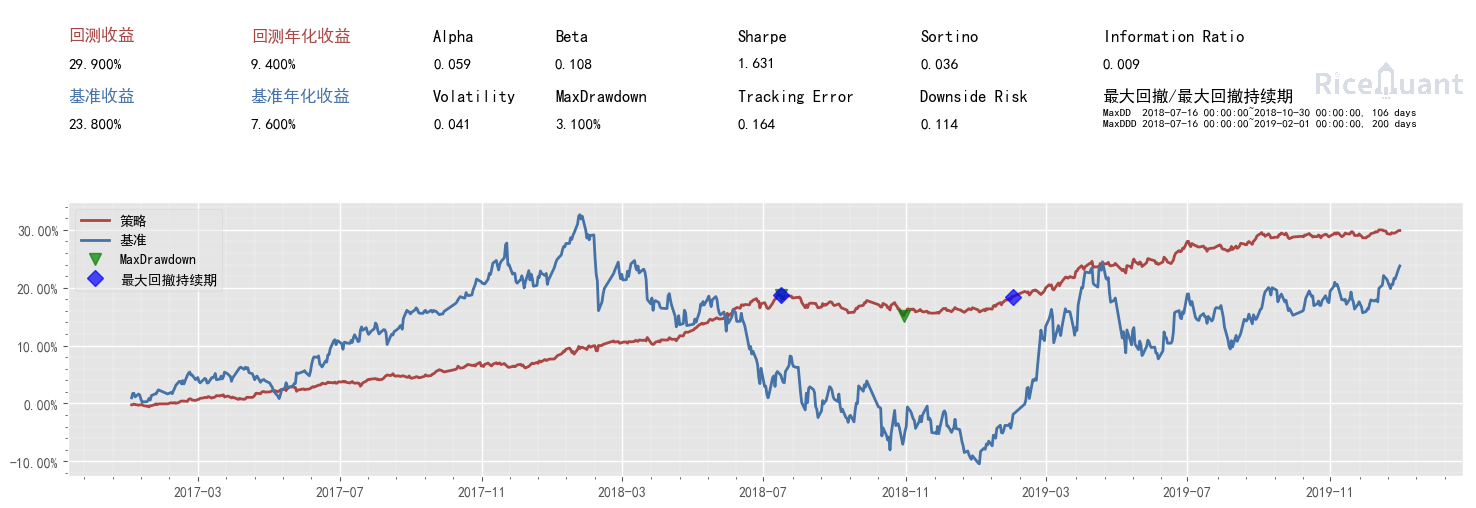 回测收益 回测年化收益 Alpha Beta Sharpe Sortino Information Ratio
29.900% 9.400% 0.059 0.108 1.631 0.036 0.009
RiceQuant
基准收益 基准年化收益 Volatility MaxDrawdown Tracking Error Downside Risk 最大回撤/最大回撤持续期
23.800% 7.600% 0.041 3.100% 0.164 0.114
MaxDD 2018-07-16 00:00:00~2018-10-30 00:00:00, 106 days
MaxDDD 2018-07-16 00:00:00~2019-02-01 00:00:00, 200 days
策略
基准
MaxDrawdown
最大回撤持续期
30.00%
20.00%
10.00%
0.00%
-10.00%
2017-03 2017-07 2017-11 2018-03 2018-07 2018-11 2019-03 2019-07 2019-11